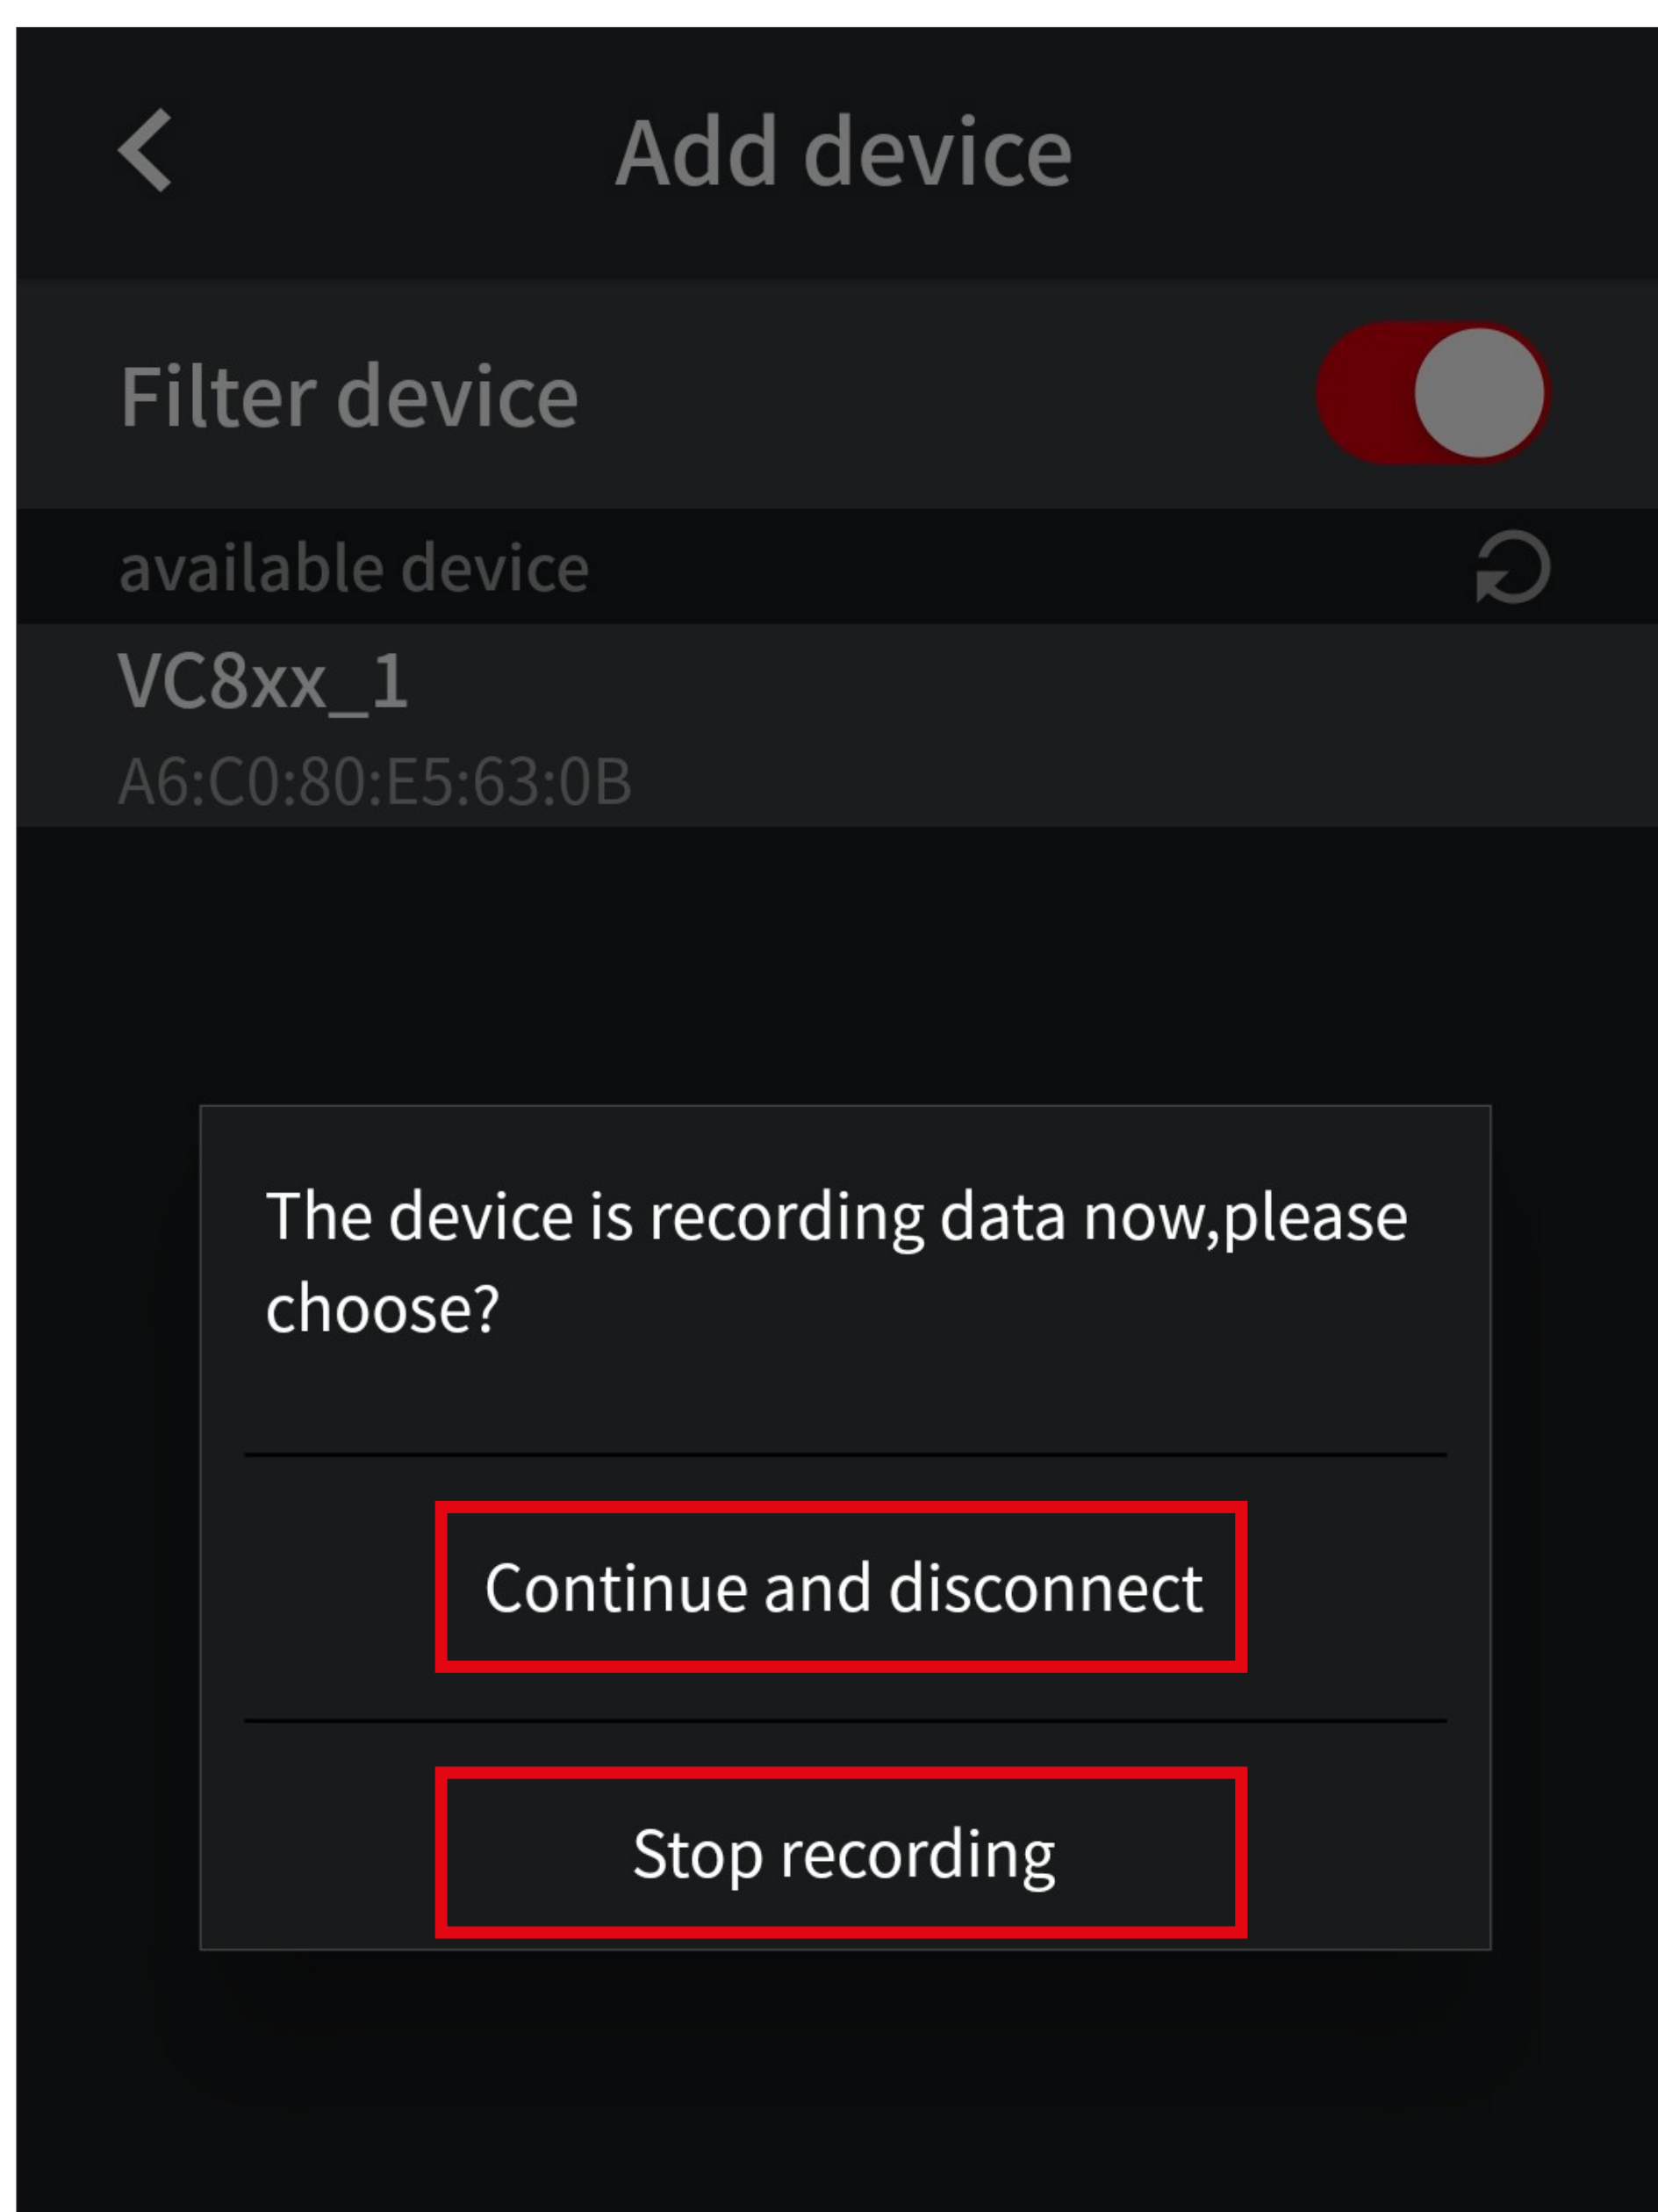 Add device
Filter device
available device
VC8xx_1
A6:C0:80:E5:63:0B
The device is recording data now,please
choose?
Continue and disconnect
Stop recording